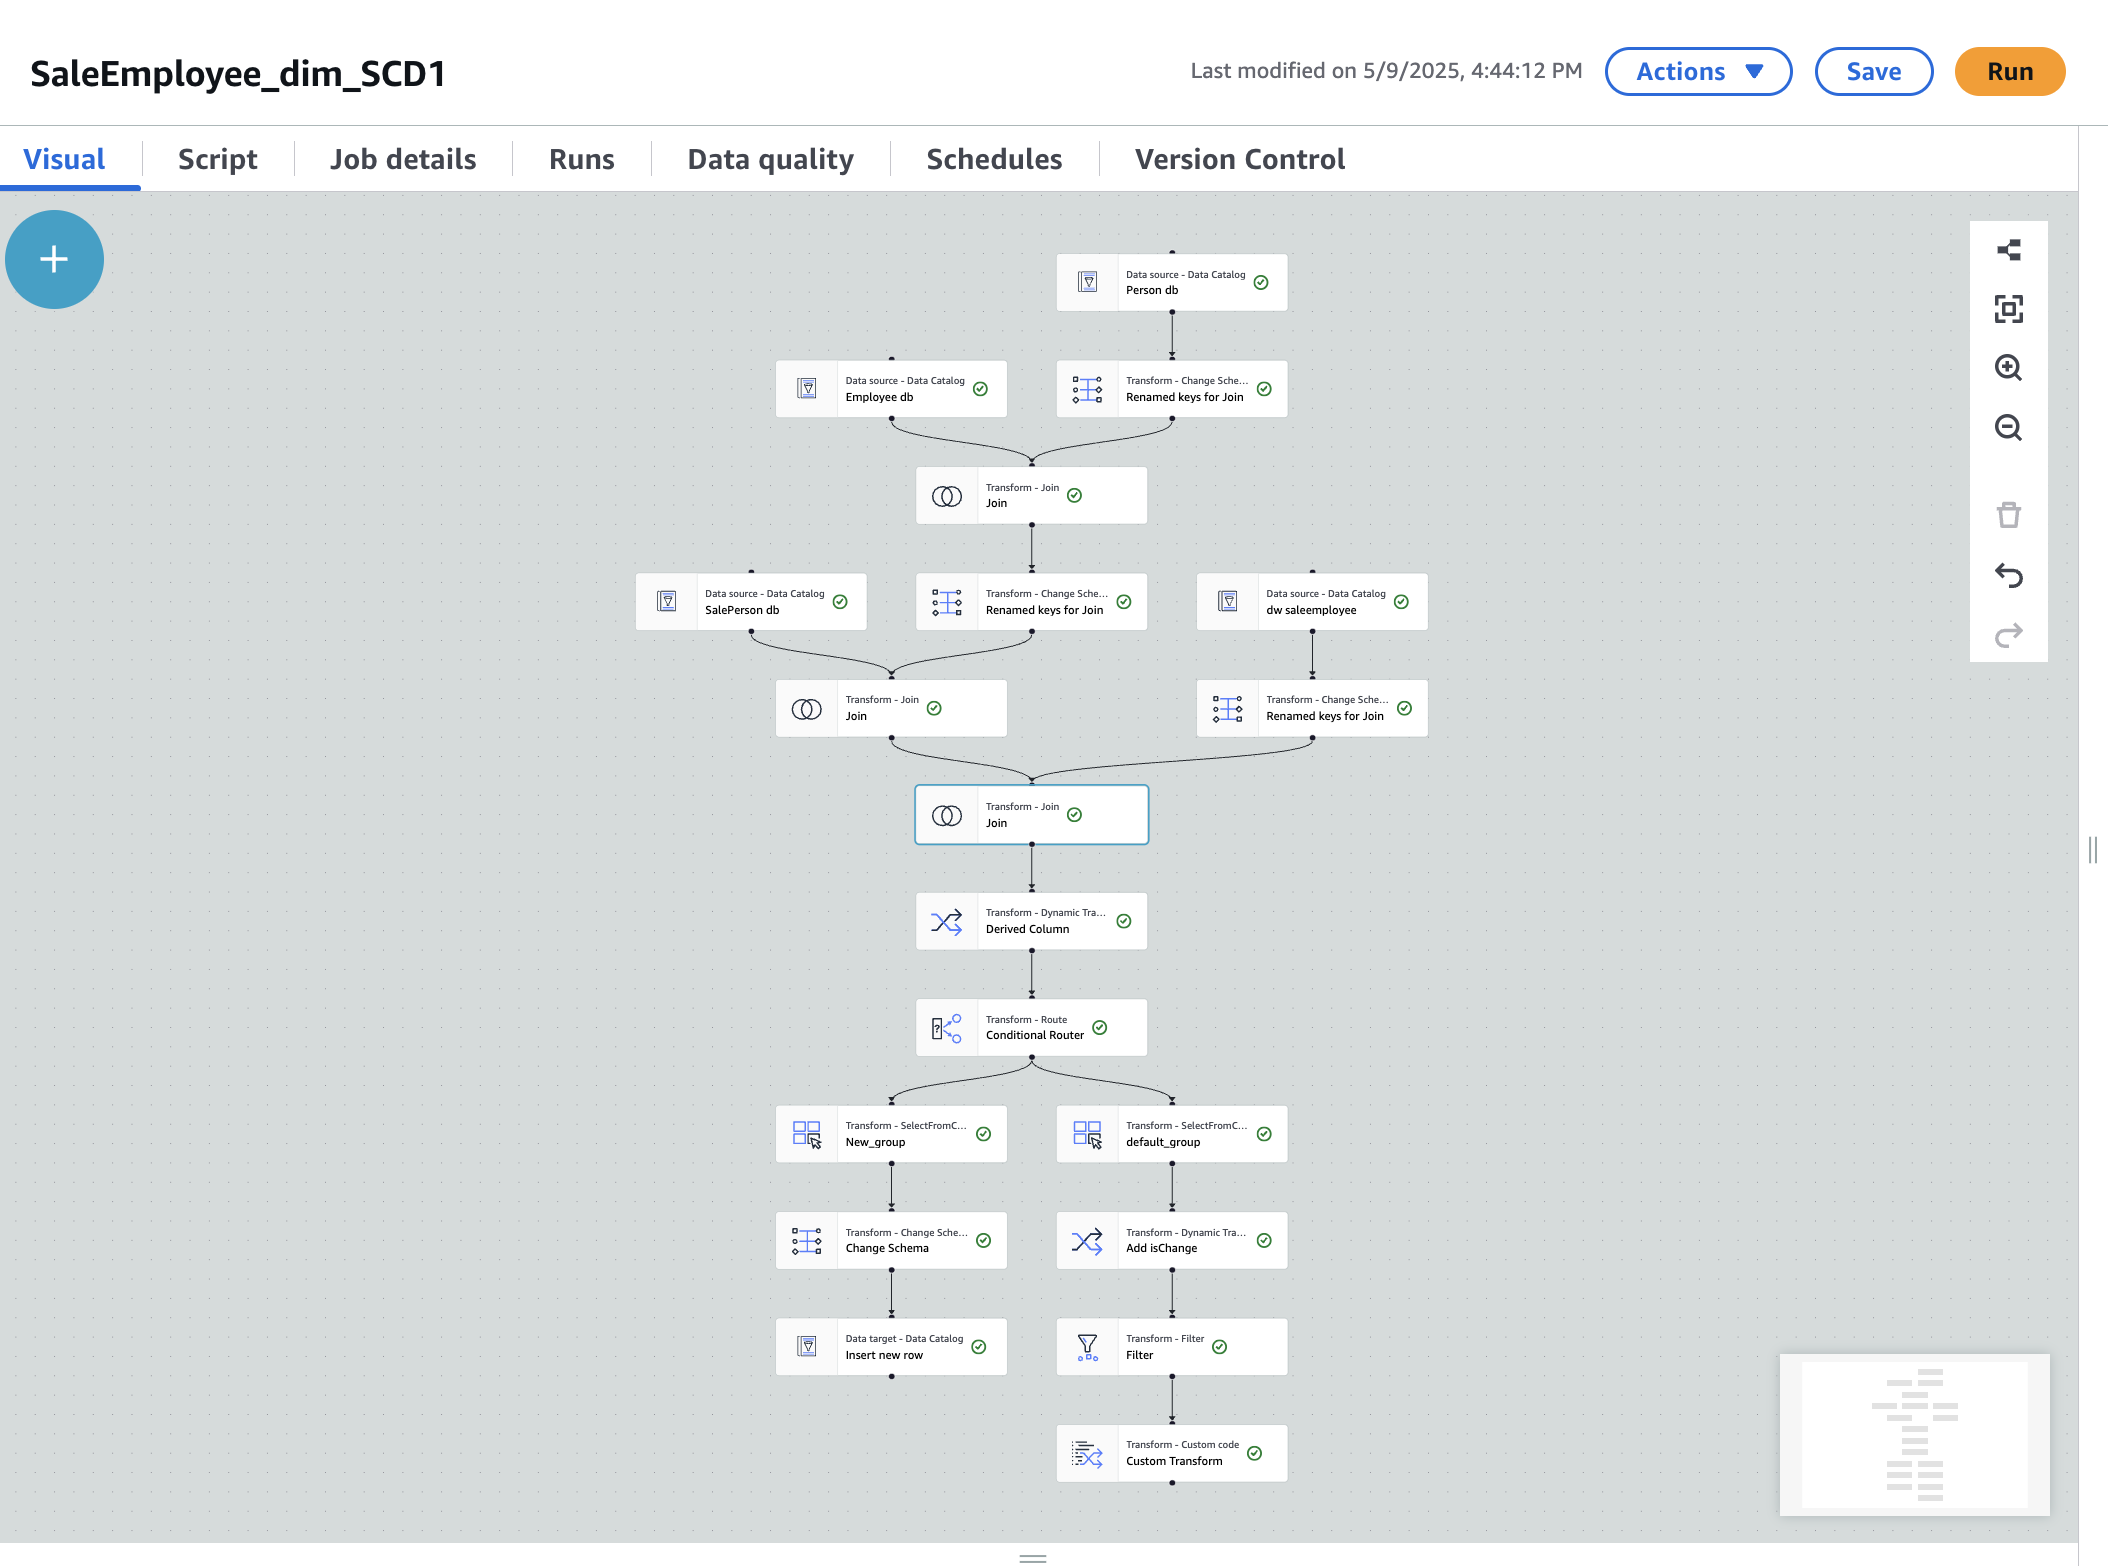 SaleEmployee_dim_SCD1
Last modified on 5/9/2025, 4:44:12 PM
Actions
Save
Run
Visual
Script
Job details
Runs
Data quality
Schedules
Version Control
Data source - Data Catalog
Person db
Data source - Data Catalog
Employee db
Transform - Change Sche...
Renamed keys for Join
Transform - Join
Join
Data source - Data Catalog
SalePerson db
Transform - Change Sche...
Renamed keys for Join
Data source - Data Catalog
dw saleemployee
Transform - Join
Join
Transform - Change Sche...
Renamed keys for Join
Transform - Join
Join
Transform - Dynamic Tra...
Derived Column
Transform - Route
Conditional Router
Transform - SelectFromC...
New_group
Transform - SelectFromC...
default_group
Transform - Change Sche...
Change Schema
Transform - Dynamic Tra...
Add isChange
Data target - Data Catalog
Insert new row
Transform - Filter
Filter
Transform - Custom code
Custom Transform